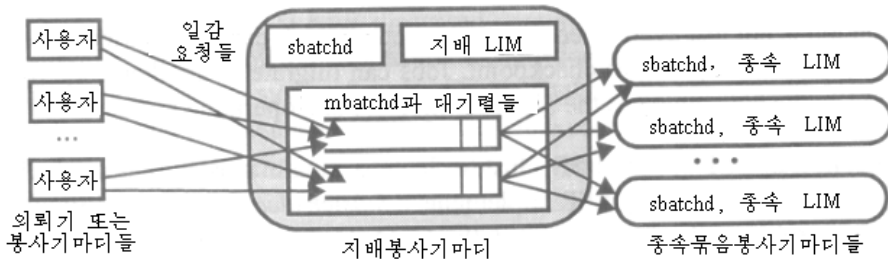 사용자
사용자
...
사용자
의뢰기 또는
봉사기마디들
일감
요청들
sbatchd
지배 LIM
mbatchd과 대기렬들
지배봉사기마디
sbatchd, 종속 LIM
sbatchd, 종속 LIM
...
sbatchd, 종속 LIM
종속묶음봉사기마디들